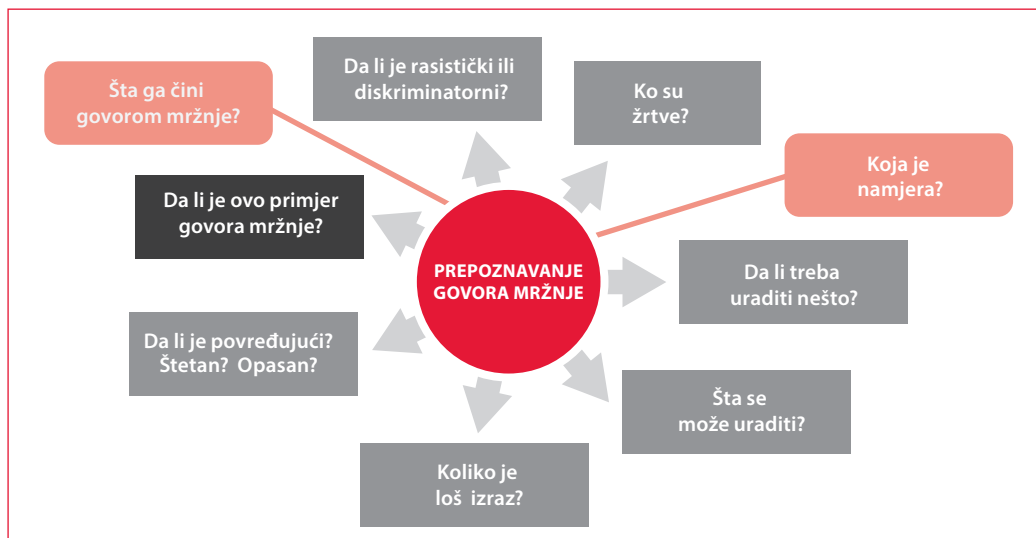 Šta ga čini
govorom mržnje?
Da li je rasistički ili
diskriminatorni?
Ko su
žrtve?
Koja je
namjera?
Da li je ovo primjer
govora mržnje?
PREPOZNAVANJE
GOVORA MRŽNJE
Da li treba
uraditi nešto?
Da li je povređujući?
Štetan? Opasan?
Šta se
može uraditi?
Koliko je
loš izraz?